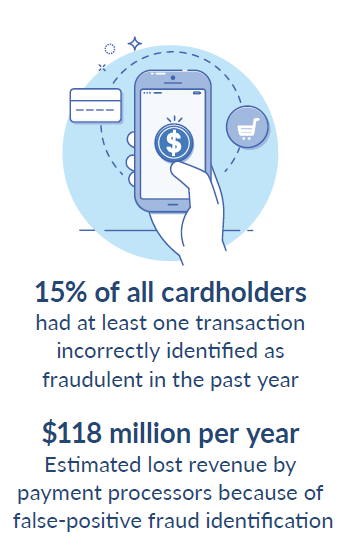 $
15% of all cardholders
had at least one transaction
incorrectly identified as
fraudulent in the past year
$118 million per year
Estimated lost revenue by
payment processors because of
false-positive fraud identification